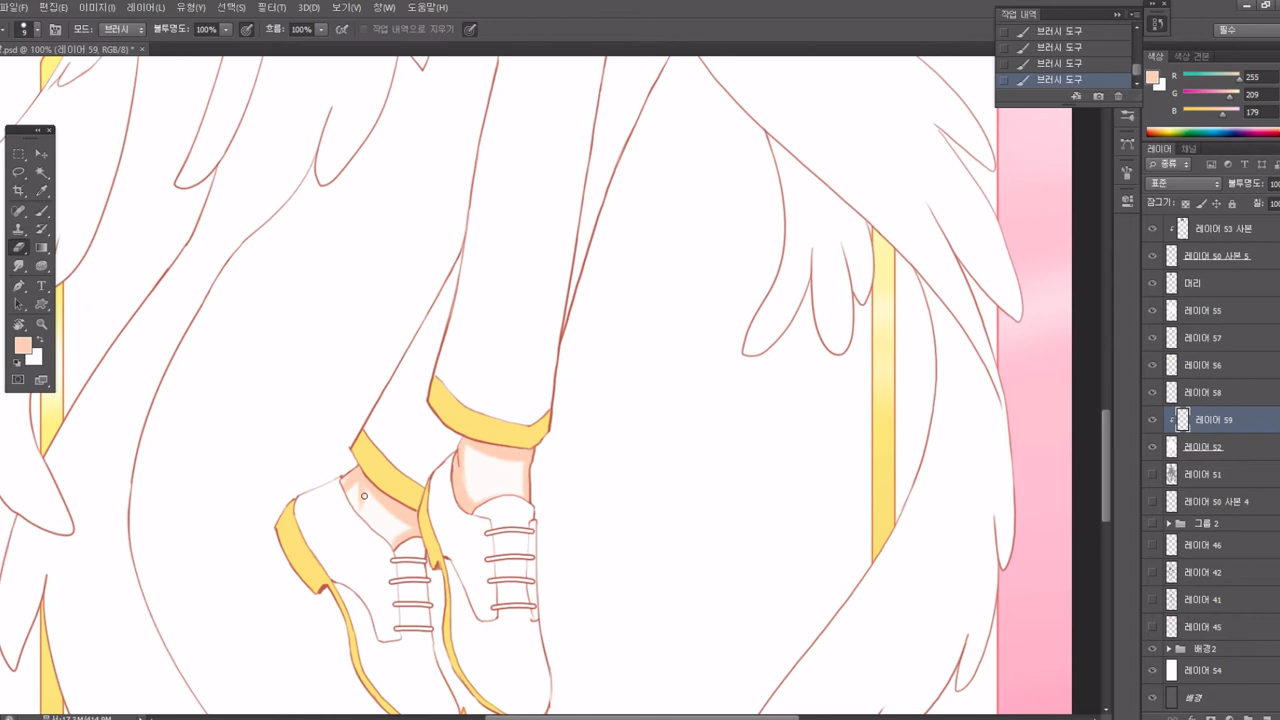 파일(F) 편집(E) 이미지(I) 레이어(L) 유형(Y) 선택(S) 필터(T) 3D(D) 보기(V) 창(W) 도움말(H)
9 모드: 브러시 불투명도: 100% 흐름: 100% 작업 내역으로 지우기
필수
.psd @ 100% (레이어 59, RGB/8) *
작업 내역
브러시 도구
브러시 도구
브러시 도구
브러시 도구
색상 색상 견본
R 255
G 209
B 179
레이어 채널
종류
표준 불투명도: 100
잠그기: 칠: 100
레이어 53 사본
레이어 50 사본 5
머리
레이어 55
레이어 57
레이어 56
레이어 58
레이어 59
레이어 52
레이어 51
레이어 50 사본 4
그룹 2
레이어 46
레이어 42
레이어 41
레이어 45
배경2
레이어 54
배경